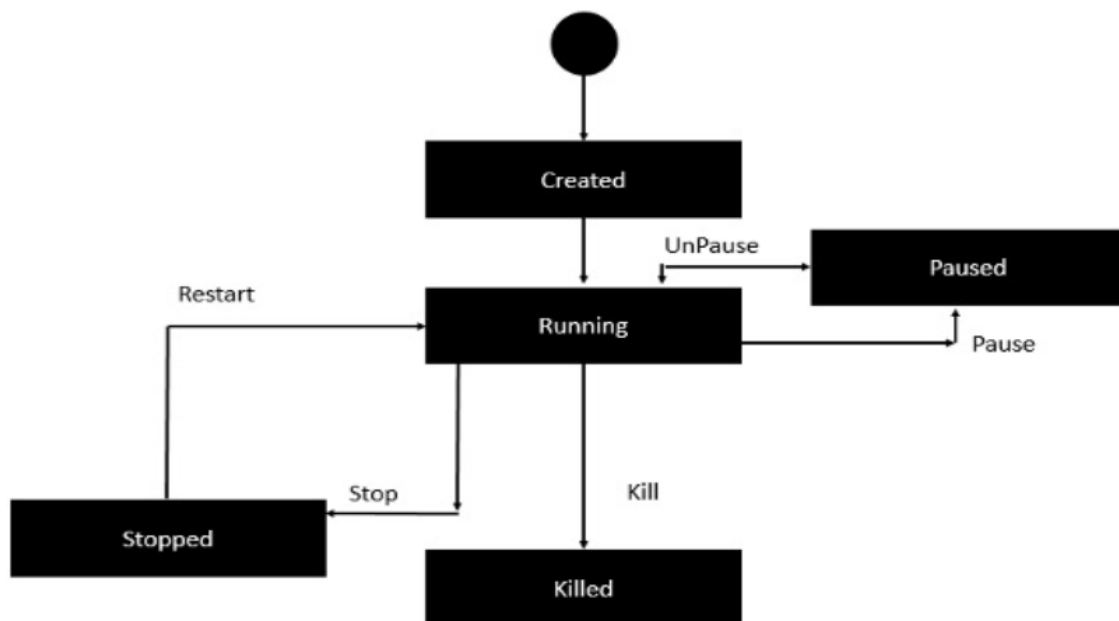 Created
UnPause
Paused
Restart
Running
Pause
Stop
Kill
Stopped
Killed